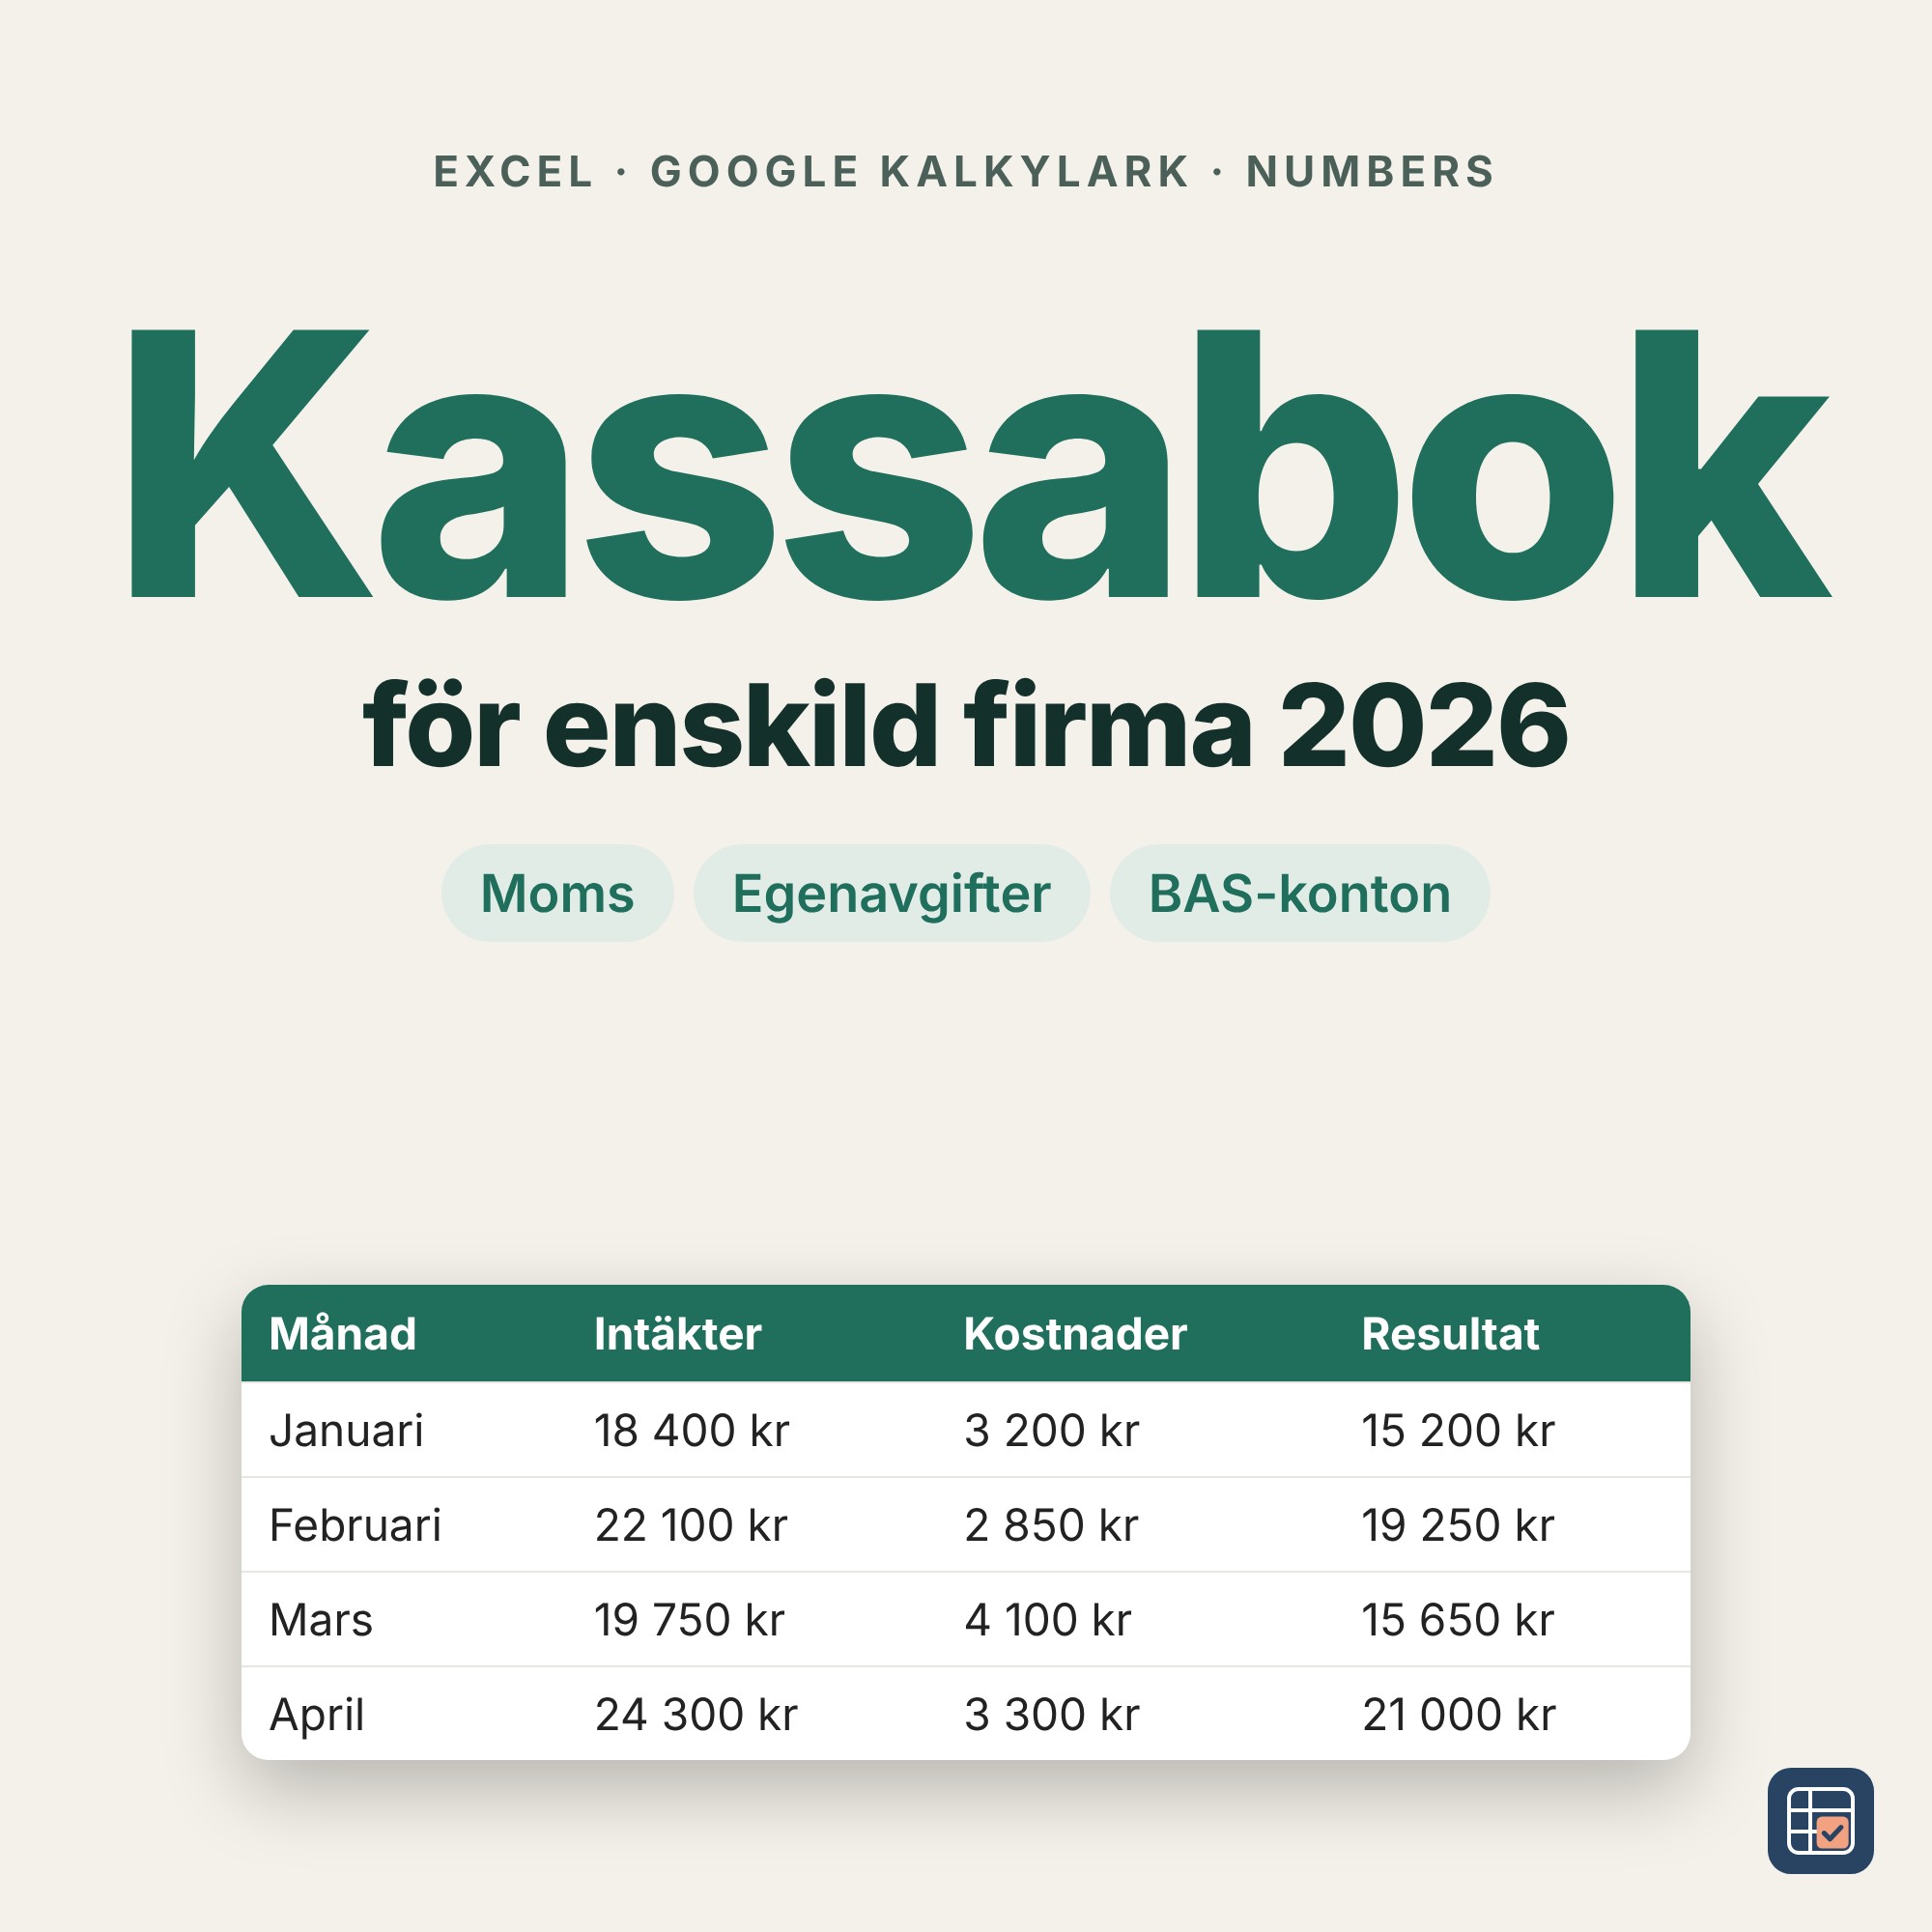 EXCEL · GOOGLE KALKYLARK · NUMBERS
Kassabok
för enskild firma 2026
Moms Egenavgifter BAS-konton
Månad Intäkter Kostnader Resultat
Januari 18 400 kr 3 200 kr 15 200 kr
Februari 22 100 kr 2 850 kr 19 250 kr
Mars 19 750 kr 4 100 kr 15 650 kr
April 24 300 kr 3 300 kr 21 000 kr